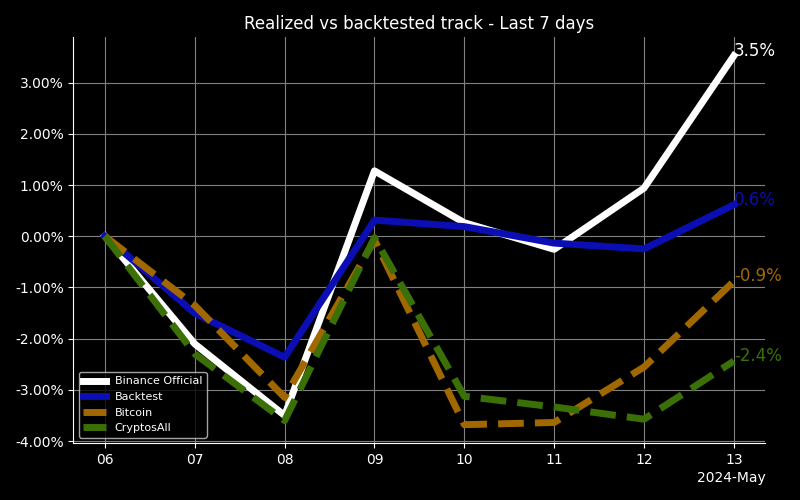 Realized vs backtested track - Last 7 days
3.5%
3.00%
2.00%
1.00%
0.6%
0.00%
-0.9%
-1.00%
-2.00%
-2.4%
-3.00%
-4.00%
Binance Official
Backtest
Bitcoin
CryptosAll
06 07 08 09 10 11 12 13
2024-May